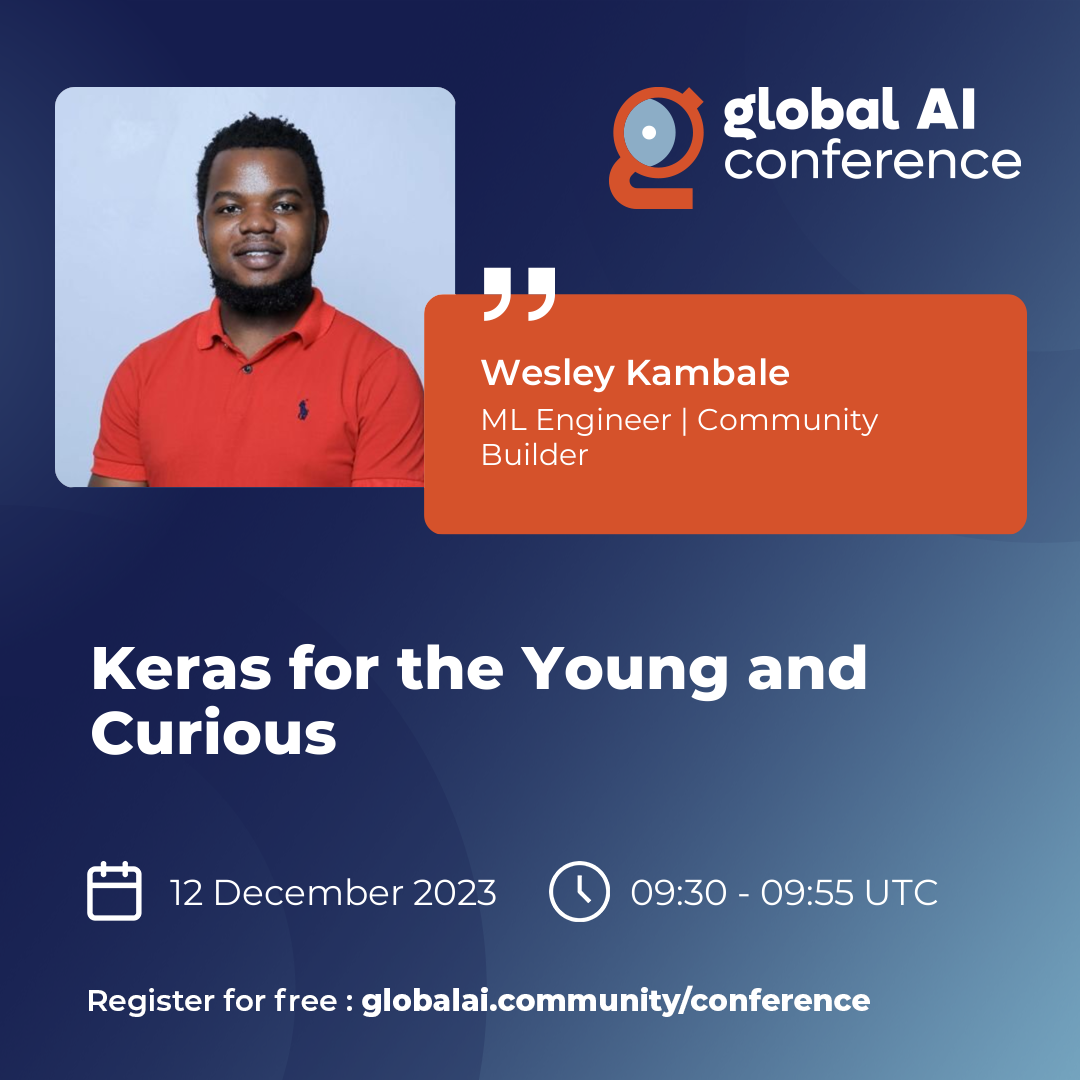 global AI
conference
Wesley Kambale
ML Engineer | Community
Builder
Keras for the Young and
Curious
12 December 2023
09:30 - 09:55 UTC
Register for free : globalai.community/conference